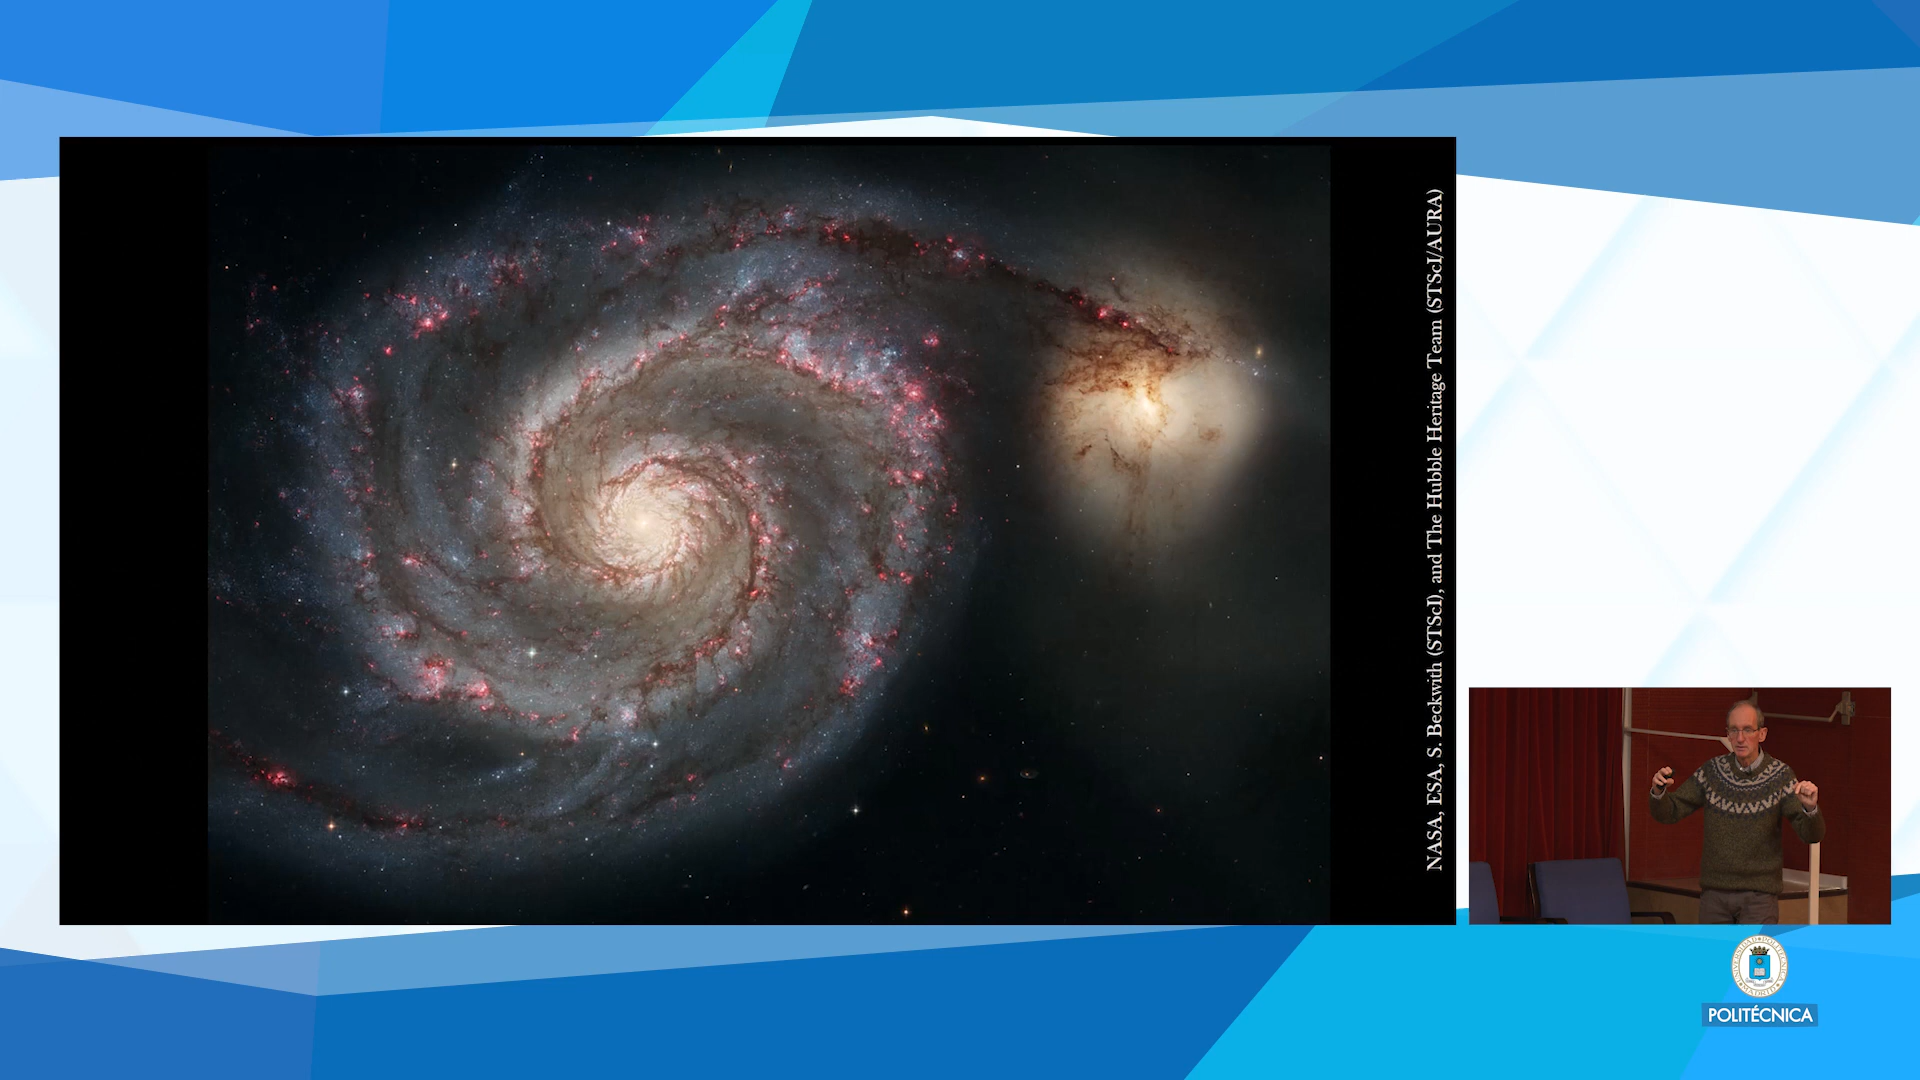 NASA, ESA, S. Beckwith (STScI), and The Hubble Heritage Team (STScI/AURA)
POLITÉCNICA